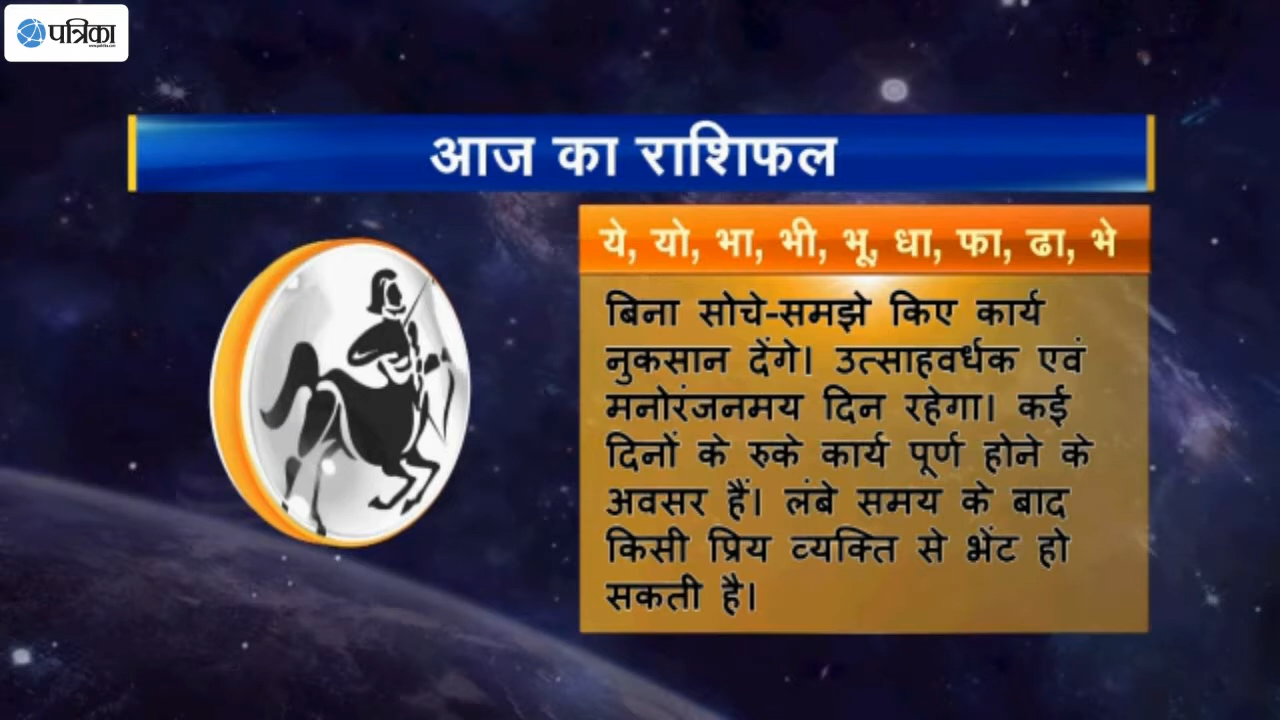 पत्रिका
आज का राशिफल
ये, यो, भा, भी, भू, धा, फा, ढा, भे
बिना सोचे-समझे किए कार्य
नुकसान देंगे। उत्साहवर्धक एवं
मनोरंजनमय दिन रहेगा। कई
दिनों के रुके कार्य पूर्ण होने के
अवसर हैं। लंबे समय के बाद
किसी प्रिय व्यक्ति से भेंट हो
सकती है।